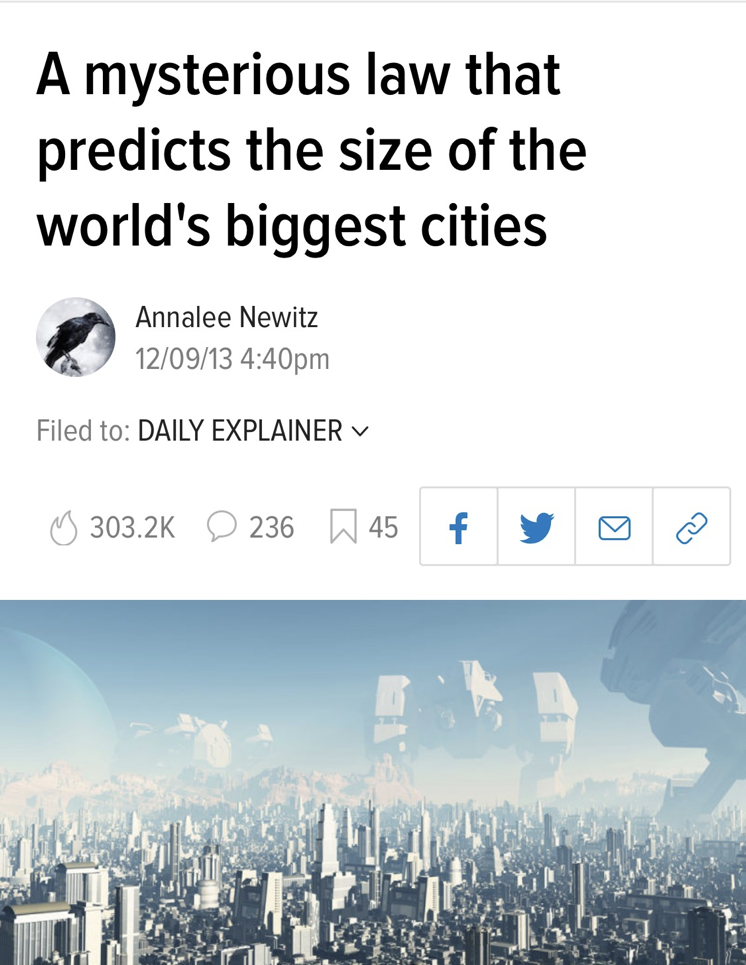 A mysterious law that
predicts the size of the
world's biggest cities
Annalee Newitz
12/09/13 4:40pm
Filed to: DAILY EXPLAINER
303.2K 236 45